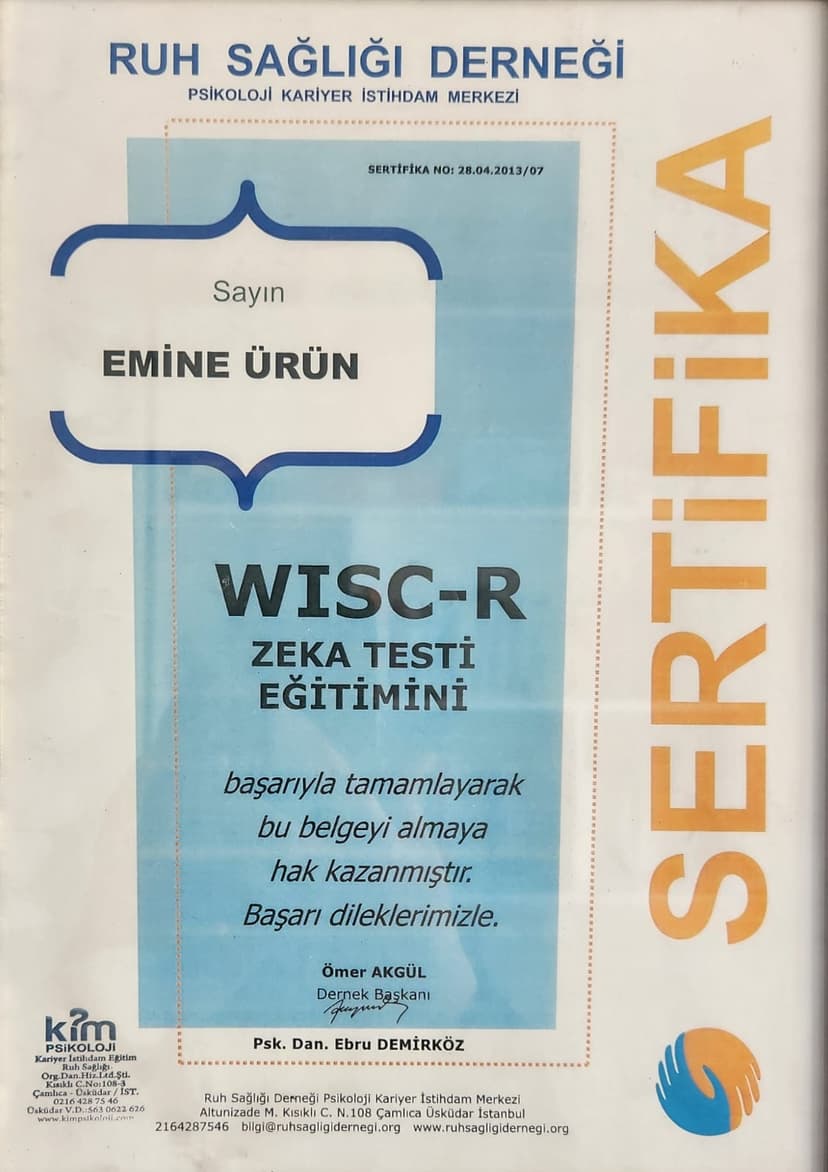 RUH SAĞLIĞI DERNEĞİ
PSİKOLOJİ KARİYER İSTİHDAM MERKEZİ
SERTİFİKA NO: 28.04.2013/07
Sayın
EMİNE ÜRÜN
WISC-R
ZEKA TESTİ
EĞİTİMİNİ
başarıyla tamamlayarak
bu belgeyi almaya
hak kazanmıştır.
Başarı dileklerimizle.
Ömer AKGÜL
Dernek Başkanı
Psk. Dan. Ebru DEMİRKÖZ
SERTİFİKA
kim
PSİKOLOJİ
Kariyer İstihdam Eğitim
Ruh Sağlığı
Org.Dan.Hiz.Ltd.Şti.
Kısıklı C.No:108-3
Çamlıca - Üsküdar / İST.
0216 428 75 46
Üsküdar V.D.:563 0622 626
www.kimpsikoloji.com
Ruh Sağlığı Derneği Psikoloji Kariyer İstihdam Merkezi
Altunizade M. Kısıklı C. N.108 Çamlıca Üsküdar İstanbul
2164287546 bilgi@ruhsagligidernegi.org www.ruhsagligidernegi.org